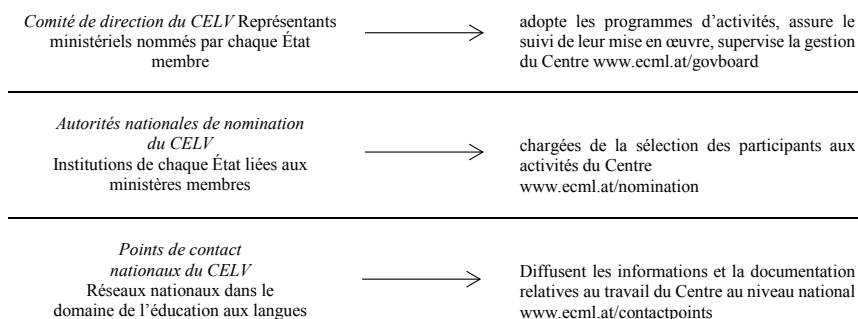 Comité de direction du CELV Représentants
ministériels nommés par chaque État
membre
adopte les programmes d’activités, assure le
suivi de leur mise en œuvre, supervise la gestion
du Centre www.ecml.at/govboard
Autorités nationales de nomination
du CELV
Institutions de chaque État liées aux
ministères membres
chargées de la sélection des participants aux
activités du Centre
www.ecml.at/nomination
Points de contact
nationaux du CELV
Réseaux nationaux dans le
domaine de l’éducation aux langues
Diffusent les informations et la documentation
relatives au travail du Centre au niveau national
www.ecml.at/contactpoints